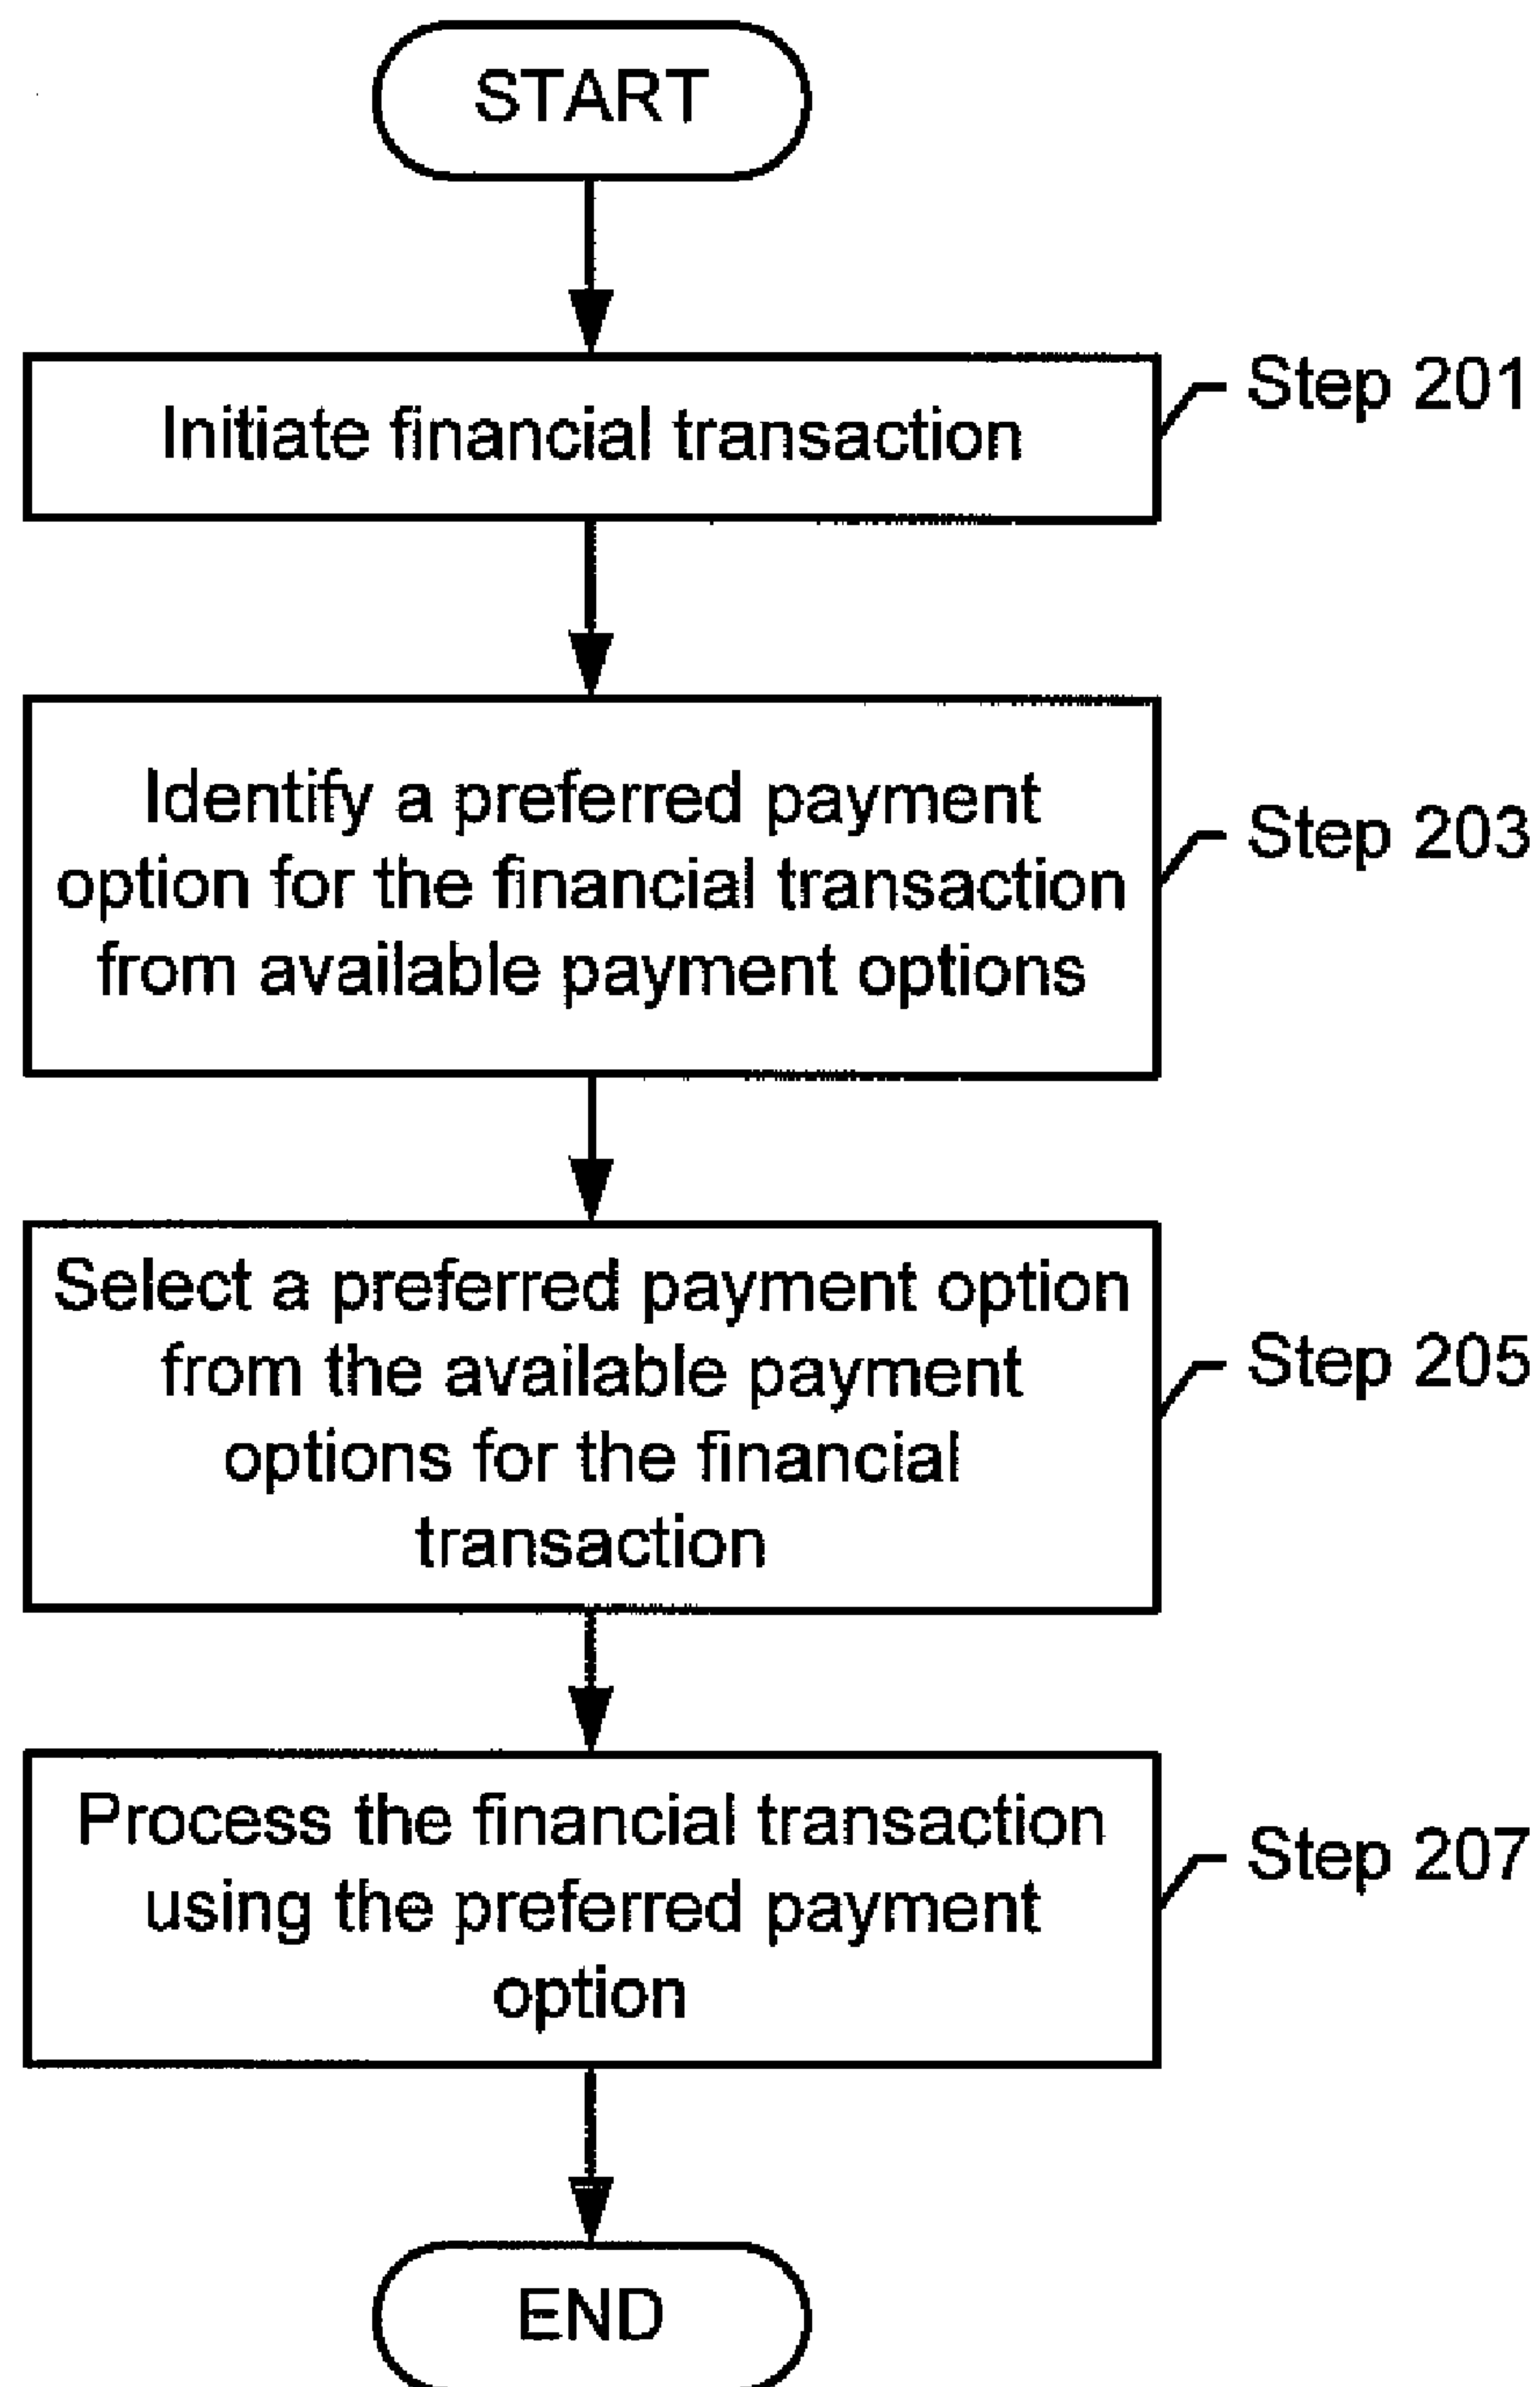 START
Initiate financial transaction
Step 201
Identify a preferred payment
option for the financial transaction
from available payment options
Step 203
Select a preferred payment option
from the available payment
options for the financial
transaction
Step 205
Process the financial transaction
using the preferred payment
option
Step 207
END